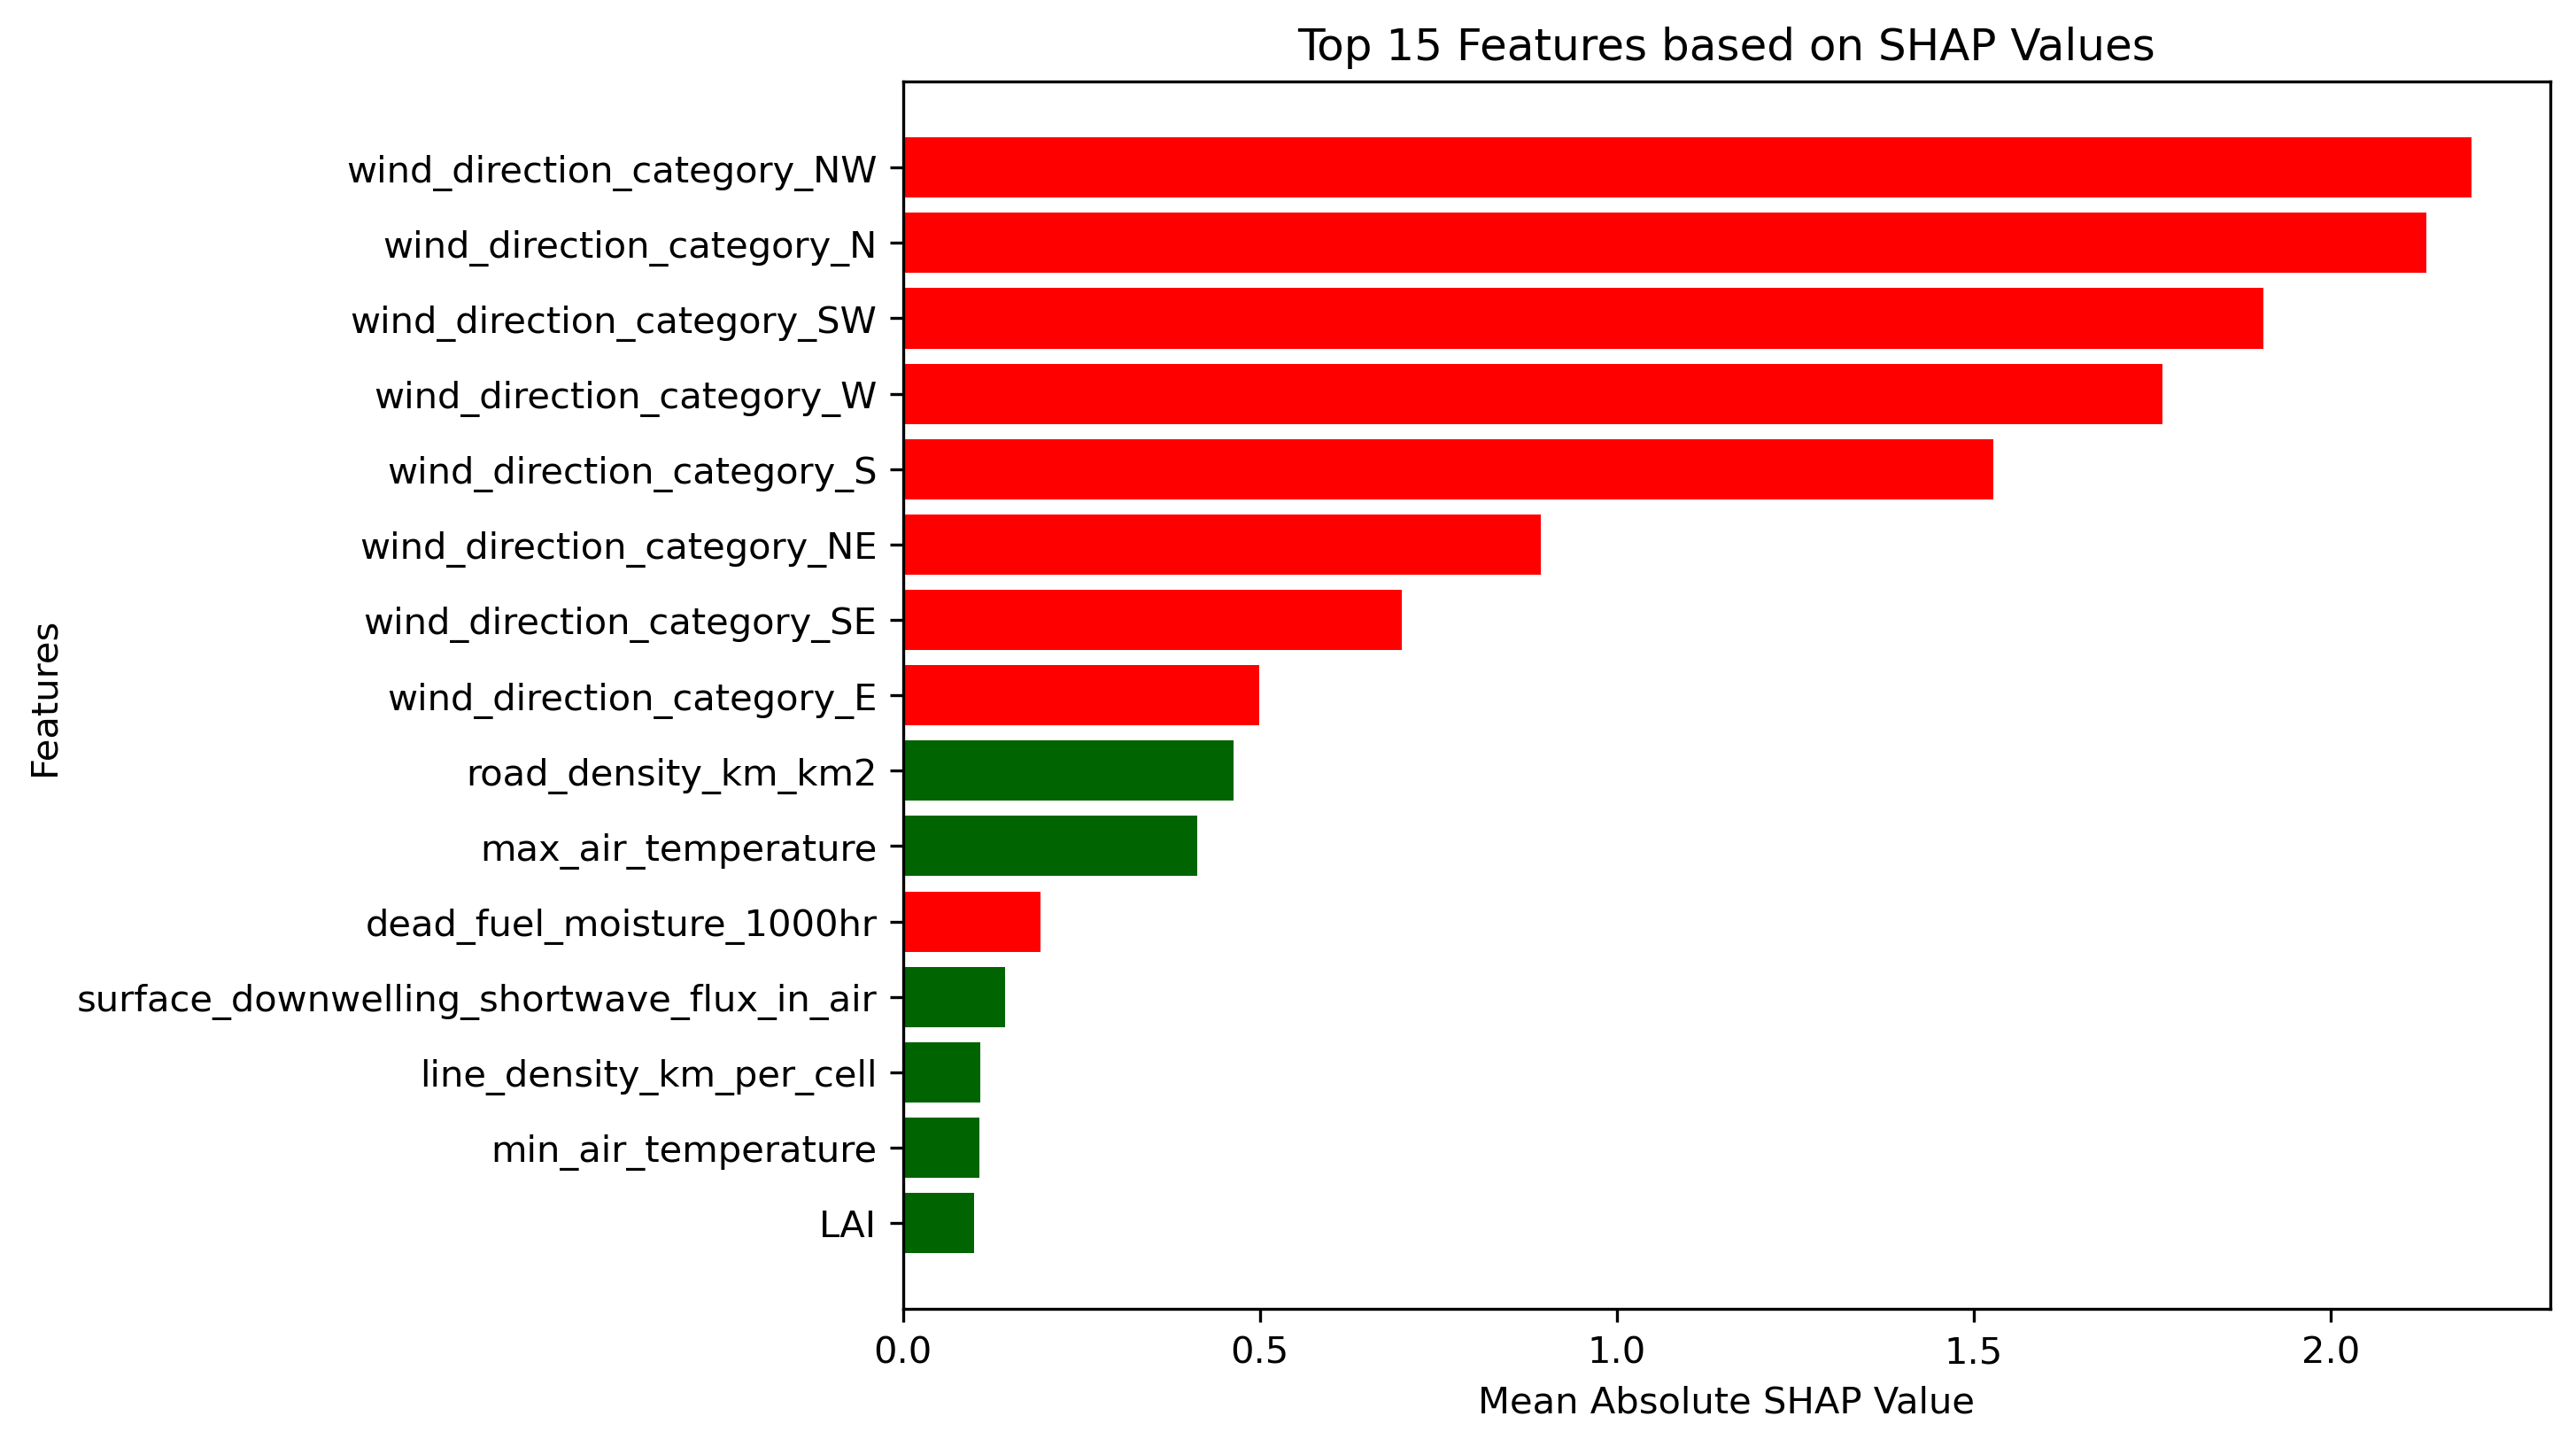 Top 15 Features based on SHAP Values
Features
wind_direction_category_NW
wind_direction_category_N
wind_direction_category_SW
wind_direction_category_W
wind_direction_category_S
wind_direction_category_NE
wind_direction_category_SE
wind_direction_category_E
road_density_km_km2
max_air_temperature
dead_fuel_moisture_1000hr
surface_downwelling_shortwave_flux_in_air
line_density_km_per_cell
min_air_temperature
LAI
0.0 0.5 1.0 1.5 2.0
Mean Absolute SHAP Value